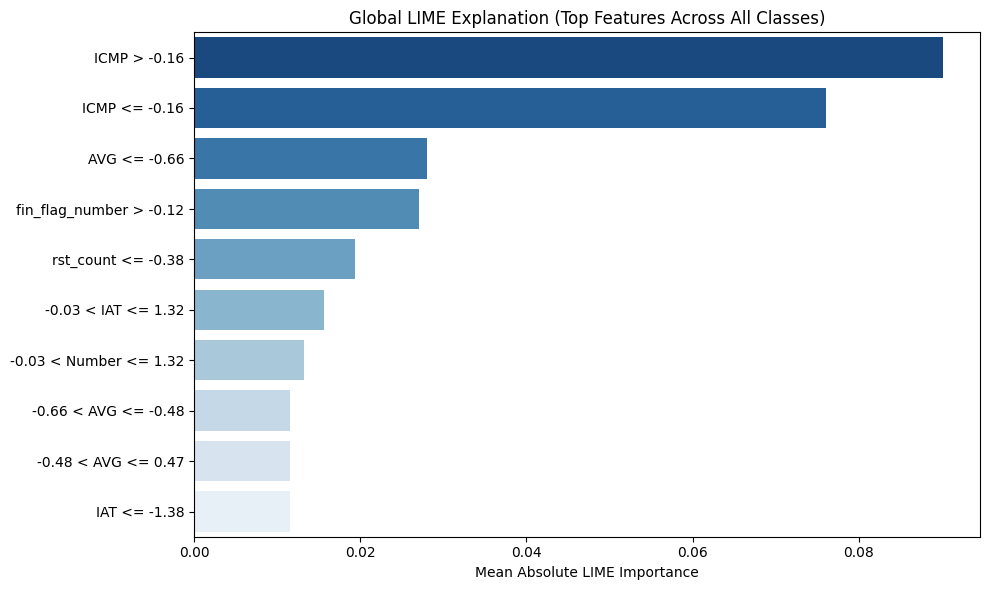 Global LIME Explanation (Top Features Across All Classes)
ICMP > -0.16
ICMP <= -0.16
AVG <= -0.66
fin_flag_number > -0.12
rst_count <= -0.38
-0.03 < IAT <= 1.32
-0.03 < Number <= 1.32
-0.66 < AVG <= -0.48
-0.48 < AVG <= 0.47
IAT <= -1.38
0.00 0.02 0.04 0.06 0.08
Mean Absolute LIME Importance